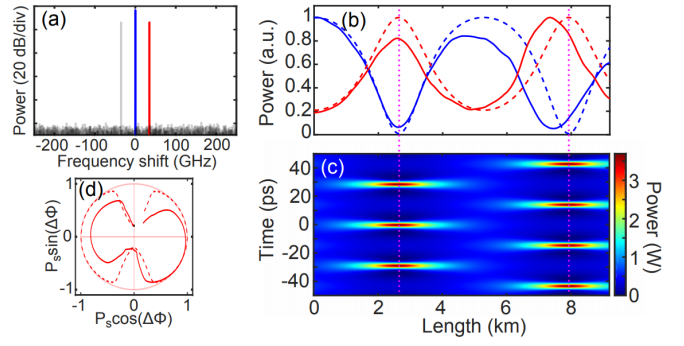 (a)
Power (20 dB/div)
-200 -100 0 100 200
Frequency shift (GHz)
(b)
Power (a.u.)
1
0.8
0.6
0.4
0.2
0
(c)
Time (ps)
40
20
0
-20
-40
0 2 4 6 8
Length (km)
Power (W)
3
2
1
0
(d)
P_s sin(ΔΦ)
1
0
-1
-1 0 1
P_s cos(ΔΦ)